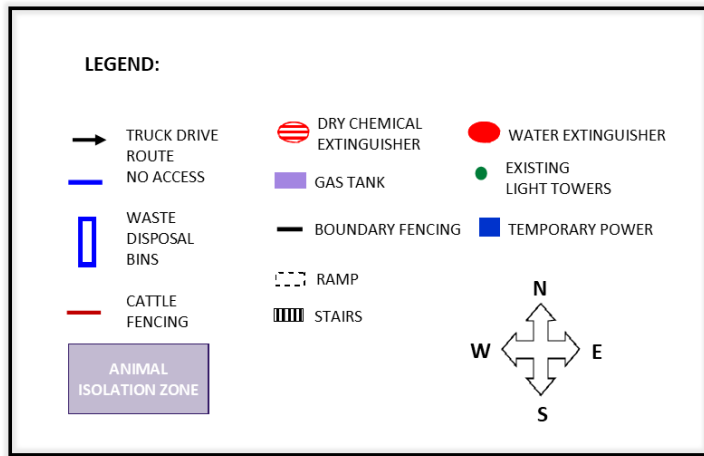 LEGEND:
TRUCK DRIVE
ROUTE
NO ACCESS
WASTE
DISPOSAL
BINS
CATTLE
FENCING
ANIMAL
ISOLATION ZONE
DRY CHEMICAL
EXTINGUISHER
GAS TANK
BOUNDARY FENCING
RAMP
STAIRS
WATER EXTINGUISHER
EXISTING
LIGHT TOWERS
TEMPORARY POWER
N
W E
S